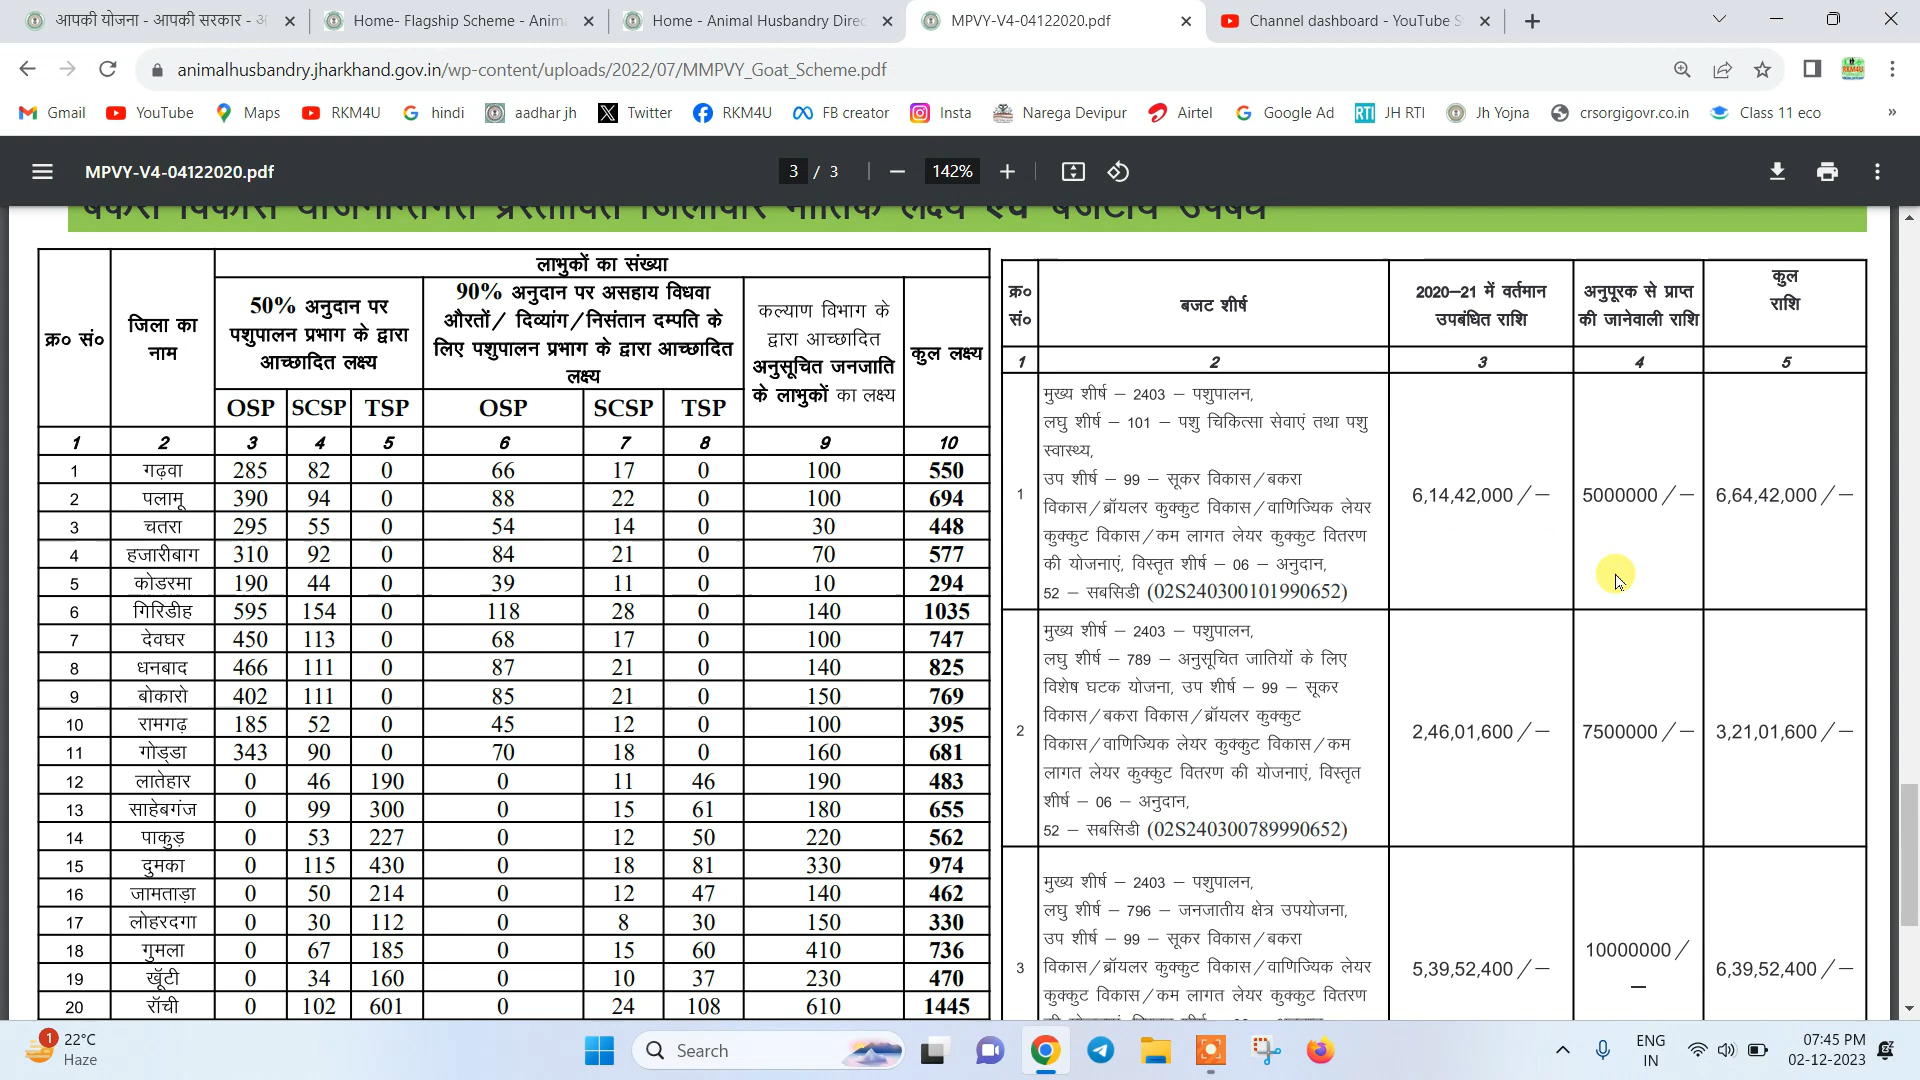 आपकी योजना - आपकी सरकार - अ
Home- Flagship Scheme - Anim
Home - Animal Husbandry Direc
MPVY-V4-04122020.pdf
Channel dashboard - YouTube S
animalhusbandry.jharkhand.gov.in/wp-content/uploads/2022/07/MMPVY_Goat_Scheme.pdf
Gmail YouTube Maps RKM4U hindi aadhar jh Twitter RKM4U FB creator Insta Narega Devipur Airtel Google Ad JH RTI Jh Yojna crsorgigovr.co.in Class 11 eco »
MPVY-V4-04122020.pdf 3 / 3 142%
बकरा विकास योजनान्तर्गत प्रस्तावित जिलावार भौतिक लक्ष्य एवं बजटीय उपबंध
क्र० सं०
जिला का
नाम
लाभुकों का संख्या
50% अनुदान पर
पशुपालन प्रभाग के द्वारा
आच्छादित लक्ष्य
90% अनुदान पर असहाय विधवा
औरतों/ दिव्यांग/निसंतान दम्पति के
लिए पशुपालन प्रभाग के द्वारा आच्छादित
लक्ष्य
कल्याण विभाग के
द्वारा आच्छादित
अनुसूचित जनजाति
के लाभुकों का लक्ष्य
कुल लक्ष्य
OSP SCSP TSP OSP SCSP TSP
1 2 3 4 5 6 7 8 9 10
1 गढ़वा 285 82 0 66 17 0 100 550
2 पलामू 390 94 0 88 22 0 100 694
3 चतरा 295 55 0 54 14 0 30 448
4 हजारीबाग 310 92 0 84 21 0 70 577
5 कोडरमा 190 44 0 39 11 0 10 294
6 गिरिडीह 595 154 0 118 28 0 140 1035
7 देवघर 450 113 0 68 17 0 100 747
8 धनबाद 466 111 0 87 21 0 140 825
9 बोकारो 402 111 0 85 21 0 150 769
10 रामगढ़ 185 52 0 45 12 0 100 395
11 गोड्डा 343 90 0 70 18 0 160 681
12 लातेहार 0 46 190 0 11 46 190 483
13 साहेबगंज 0 99 300 0 15 61 180 655
14 पाकुड़ 0 53 227 0 12 50 220 562
15 दुमका 0 115 430 0 18 81 330 974
16 जामताड़ा 0 50 214 0 12 47 140 462
17 लोहरदगा 0 30 112 0 8 30 150 330
18 गुमला 0 67 185 0 15 60 410 736
19 खूँटी 0 34 160 0 10 37 230 470
20 राँची 0 102 601 0 24 108 610 1445
क्र०
सं०
बजट शीर्ष
2020–21 में वर्तमान
उपबंधित राशि
अनुपूरक से प्राप्त
की जानेवाली राशि
कुल
राशि
1 2 3 4 5
1
मुख्य शीर्ष – 2403 – पशुपालन,
लघु शीर्ष – 101 – पशु चिकित्सा सेवाएं तथा पशु
स्वास्थ्य,
उप शीर्ष – 99 – सूकर विकास/बकरा
विकास/ब्रॉयलर कुक्कुट विकास/वाणिज्यिक लेयर
कुक्कुट विकास/कम लागत लेयर कुक्कुट वितरण
की योजनाएं, विस्तृत शीर्ष – 06 – अनुदान,
52 – सबसिडी (02S240300101990652)
6,14,42,000/– 5000000/– 6,64,42,000/–
2
मुख्य शीर्ष – 2403 – पशुपालन,
लघु शीर्ष – 789 – अनुसूचित जातियों के लिए
विशेष घटक योजना, उप शीर्ष – 99 – सूकर
विकास/बकरा विकास/ब्रॉयलर कुक्कुट
विकास/वाणिज्यिक लेयर कुक्कुट विकास/कम
लागत लेयर कुक्कुट वितरण की योजनाएं, विस्तृत
शीर्ष – 06 – अनुदान,
52 – सबसिडी (02S240300789990652)
2,46,01,600/– 7500000/– 3,21,01,600/–
3
मुख्य शीर्ष – 2403 – पशुपालन,
लघु शीर्ष – 796 – जनजातीय क्षेत्र उपयोजना,
उप शीर्ष – 99 – सूकर विकास/बकरा
विकास/ब्रॉयलर कुक्कुट विकास/वाणिज्यिक लेयर
कुक्कुट विकास/कम लागत लेयर कुक्कुट वितरण
5,39,52,400/– 10000000/
–
6,39,52,400/–
1
22°C
Haze
Search
ENG
IN
07:45 PM
02-12-2023